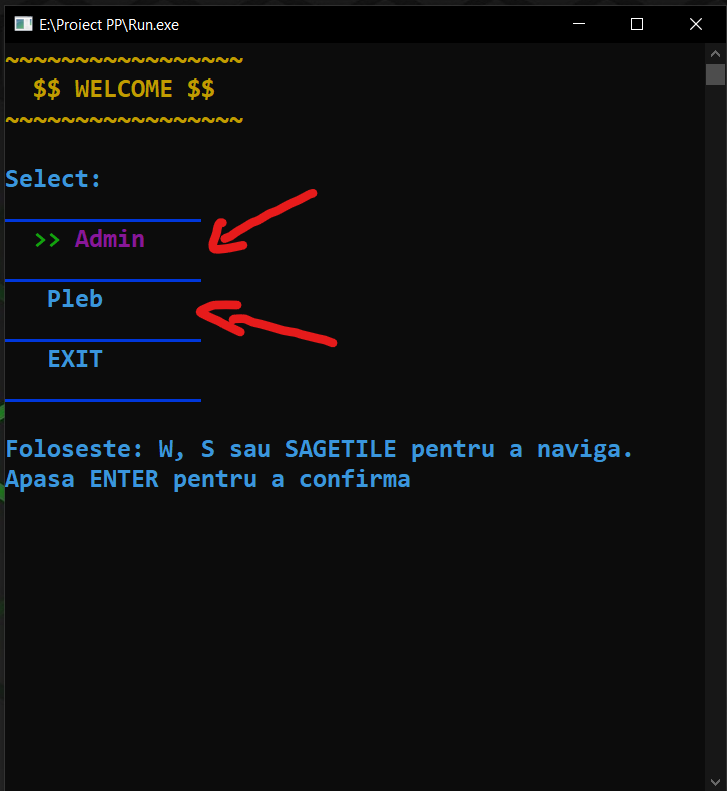 E:\Proiect PP\Run.exe
~~~~~~~~~~~~~~~~~
$$ WELCOME $$
~~~~~~~~~~~~~~~~~
Select:
>> Admin
Pleb
EXIT
Foloseste: W, S sau SAGETILE pentru a naviga.
Apasa ENTER pentru a confirma